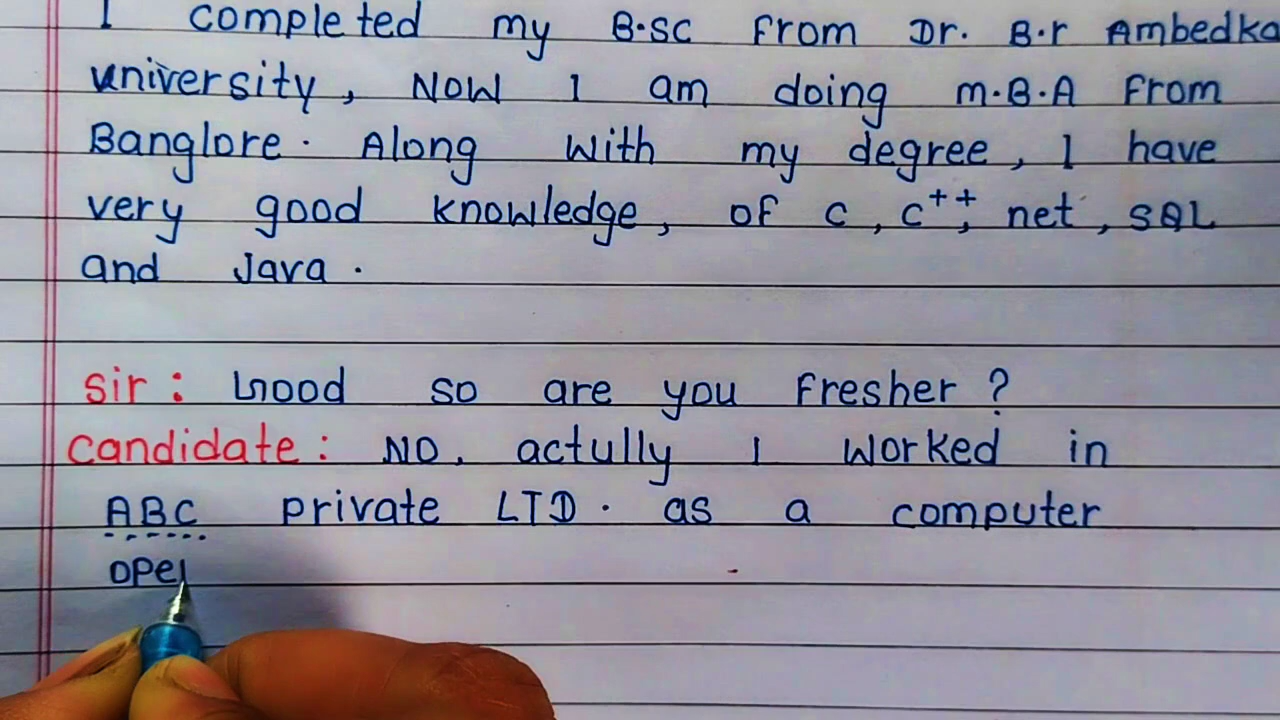 I completed my B.sc From Dr. B.r Ambedka
university, Now I am doing m.B.A From
Banglore. Along with my degree, I have
very good knowledge, of c, c++, net, SQL
and Java.
sir: Good so are you Fresher?
candidate: NO. actully I worked in
ABC private LTD. as a computer
ope